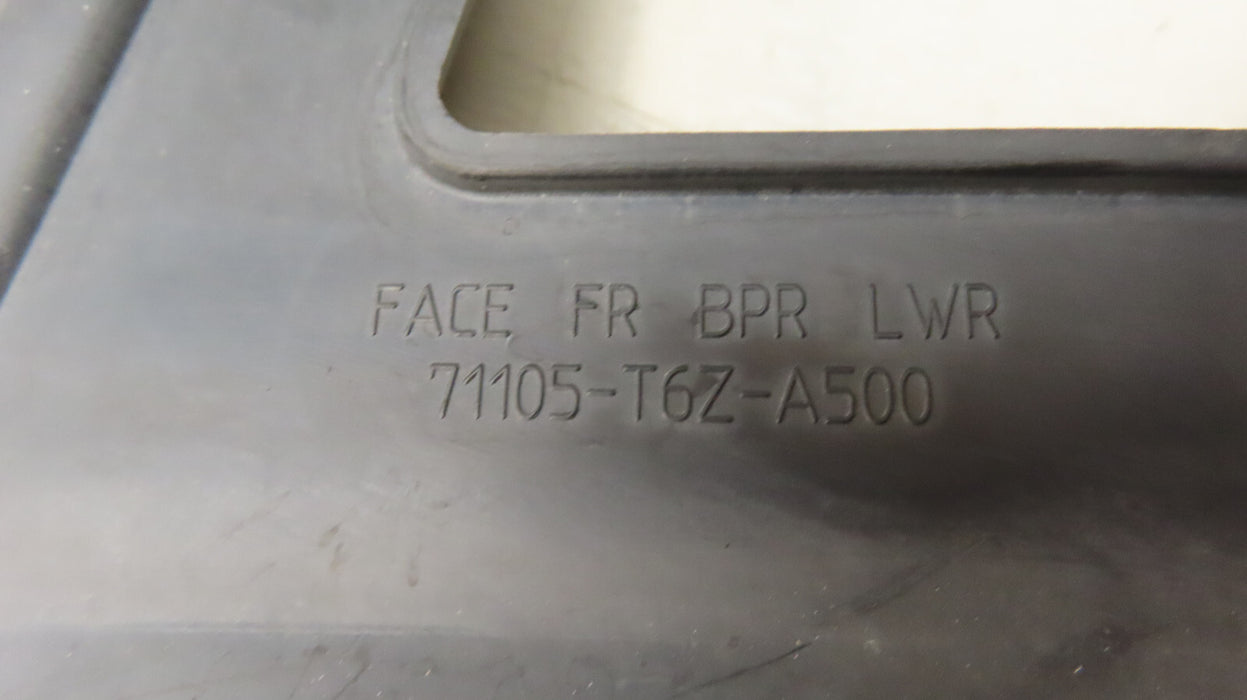 FACE FR BPR LWR
71105-T6Z-A500